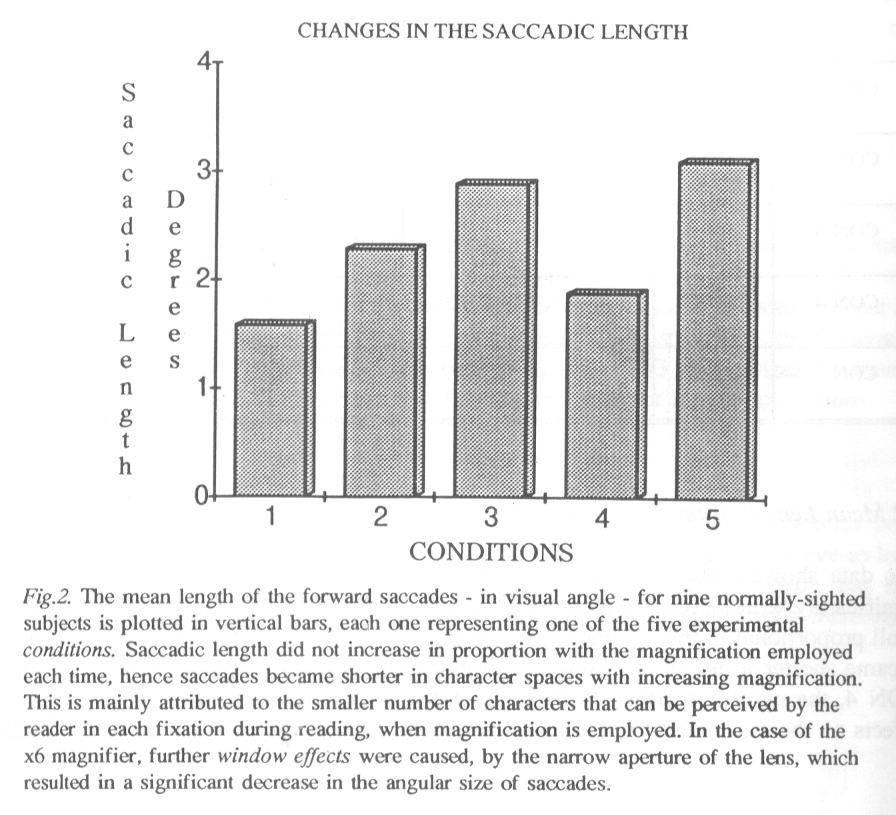 CHANGES IN THE SACCADIC LENGTH
Saccadic Length
Degrees
4
3
2
1
0
1 2 3 4 5
CONDITIONS
Fig.2. The mean length of the forward saccades - in visual angle - for nine normally-sighted
subjects is plotted in vertical bars, each one representing one of the five experimental
conditions. Saccadic length did not increase in proportion with the magnification employed
each time, hence saccades became shorter in character spaces with increasing magnification.
This is mainly attributed to the smaller number of characters that can be perceived by the
reader in each fixation during reading, when magnification is employed. In the case of the
x6 magnifier, further window effects were caused, by the narrow aperture of the lens, which
resulted in a significant decrease in the angular size of saccades.